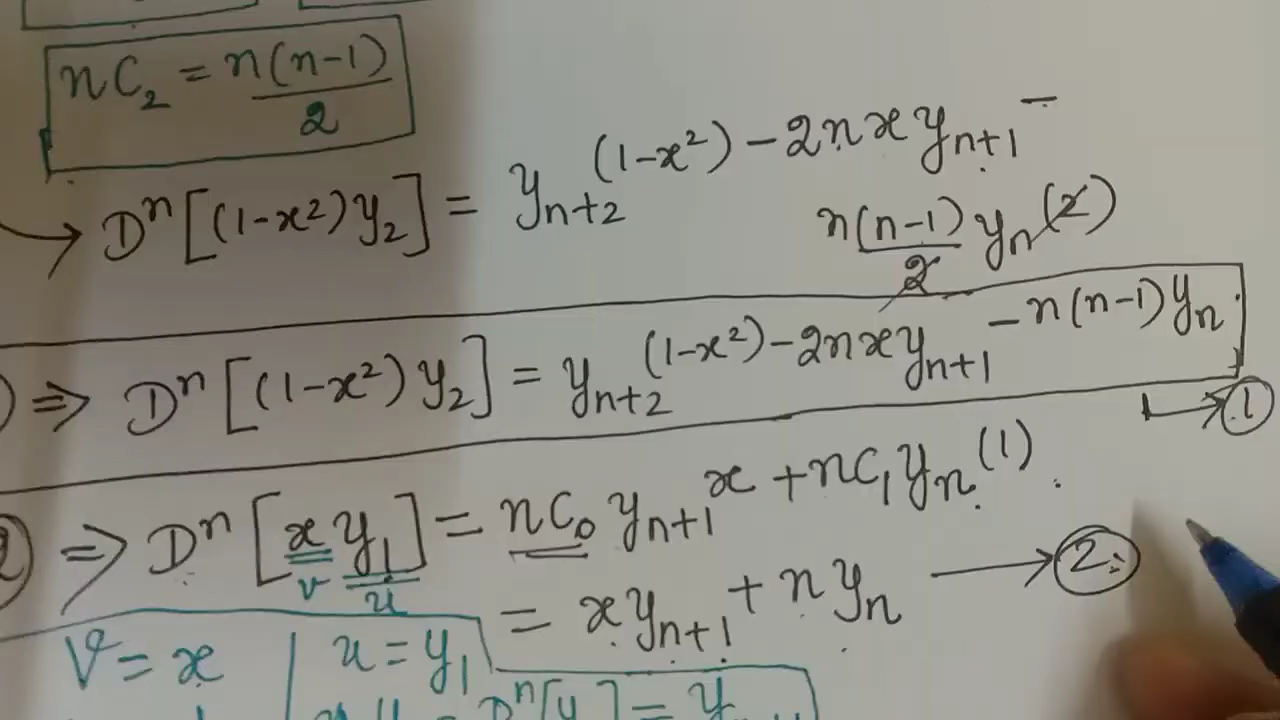 nC₂ = n(n-1)/2
→ Dⁿ[(1-x²)y₂] = yₙ₊₂(1-x²) - 2nxyₙ₊₁ -
n(n-1)/2 yₙ(2)
⇒ Dⁿ[(1-x²)y₂] = yₙ₊₂(1-x²) - 2nxyₙ₊₁ - n(n-1)yₙ
→ 1
2 ⇒ Dⁿ[xy₁] = nC₀ yₙ₊₁ x + nC₁ yₙ (1).
v u
= xyₙ₊₁ + nyₙ → 2
V = x | u = y₁